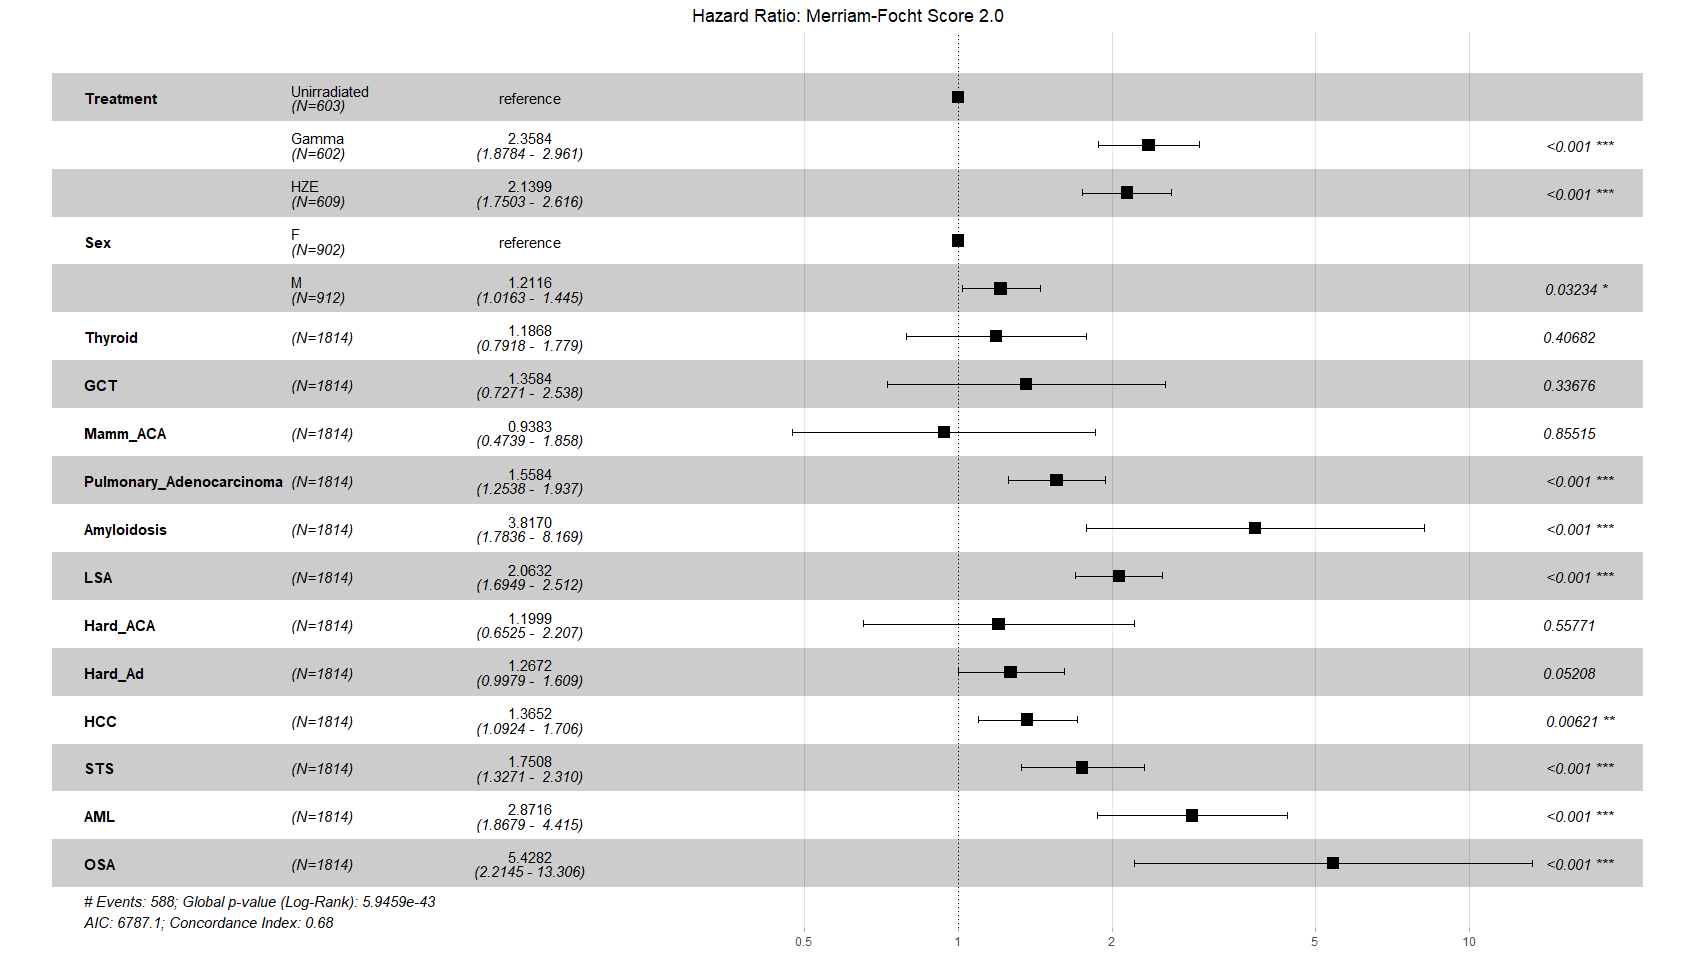 Hazard Ratio: Merriam-Focht Score 2.0
Treatment
Unirradiated
(N=603)
reference
Gamma
(N=602)
2.3584
(1.8784 - 2.961)
<0.001 ***
HZE
(N=609)
2.1399
(1.7503 - 2.616)
<0.001 ***
Sex
F
(N=902)
reference
M
(N=912)
1.2116
(1.0163 - 1.445)
0.03234 *
Thyroid
(N=1814)
1.1868
(0.7918 - 1.779)
0.40682
GCT
(N=1814)
1.3584
(0.7271 - 2.538)
0.33676
Mamm_ACA
(N=1814)
0.9383
(0.4739 - 1.858)
0.85515
Pulmonary_Adenocarcinoma
(N=1814)
1.5584
(1.2538 - 1.937)
<0.001 ***
Amyloidosis
(N=1814)
3.8170
(1.7836 - 8.169)
<0.001 ***
LSA
(N=1814)
2.0632
(1.6949 - 2.512)
<0.001 ***
Hard_ACA
(N=1814)
1.1999
(0.6525 - 2.207)
0.55771
Hard_Ad
(N=1814)
1.2672
(0.9979 - 1.609)
0.05208
HCC
(N=1814)
1.3652
(1.0924 - 1.706)
0.00621 **
STS
(N=1814)
1.7508
(1.3271 - 2.310)
<0.001 ***
AML
(N=1814)
2.8716
(1.8679 - 4.415)
<0.001 ***
OSA
(N=1814)
5.4282
(2.2145 - 13.306)
<0.001 ***
# Events: 588; Global p-value (Log-Rank): 5.9459e-43
AIC: 6787.1; Concordance Index: 0.68
0.5 1 2 5 10